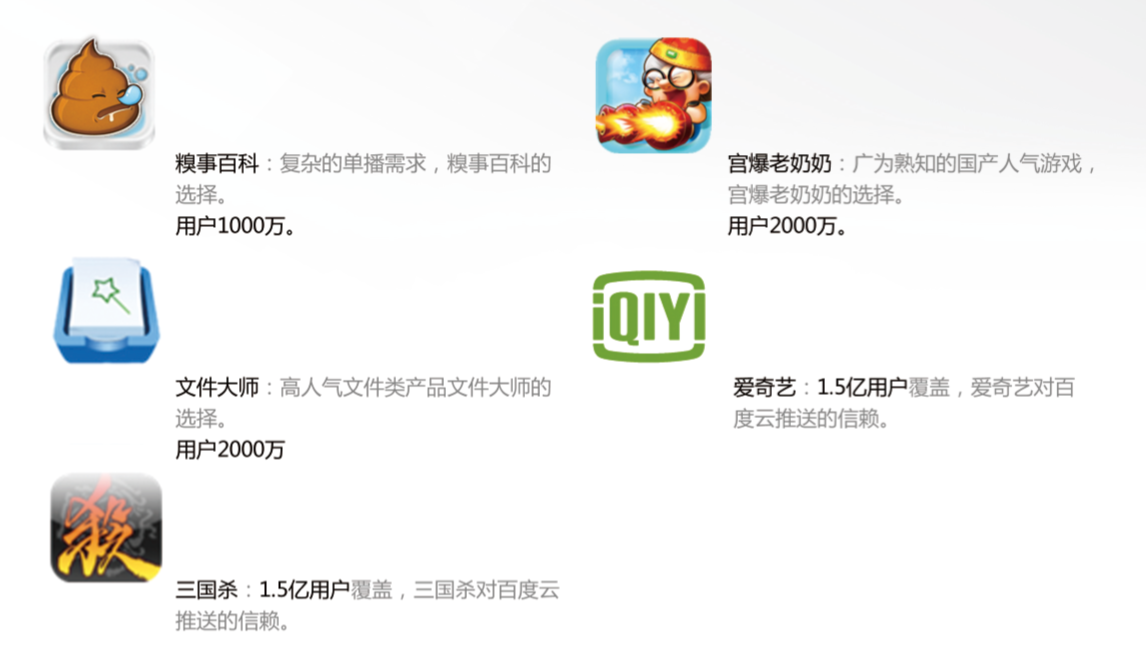 糗事百科：复杂的单播需求，糗事百科的
选择。
用户1000万。
宫爆老奶奶：广为熟知的国产人气游戏，
宫爆老奶奶的选择。
用户2000万。
文件大师：高人气文件类产品文件大师的
选择。
用户2000万
iQIYI
爱奇艺：1.5亿用户覆盖，爱奇艺对百
度云推送的信赖。
殺
三国杀：1.5亿用户覆盖，三国杀对百度云
推送的信赖。